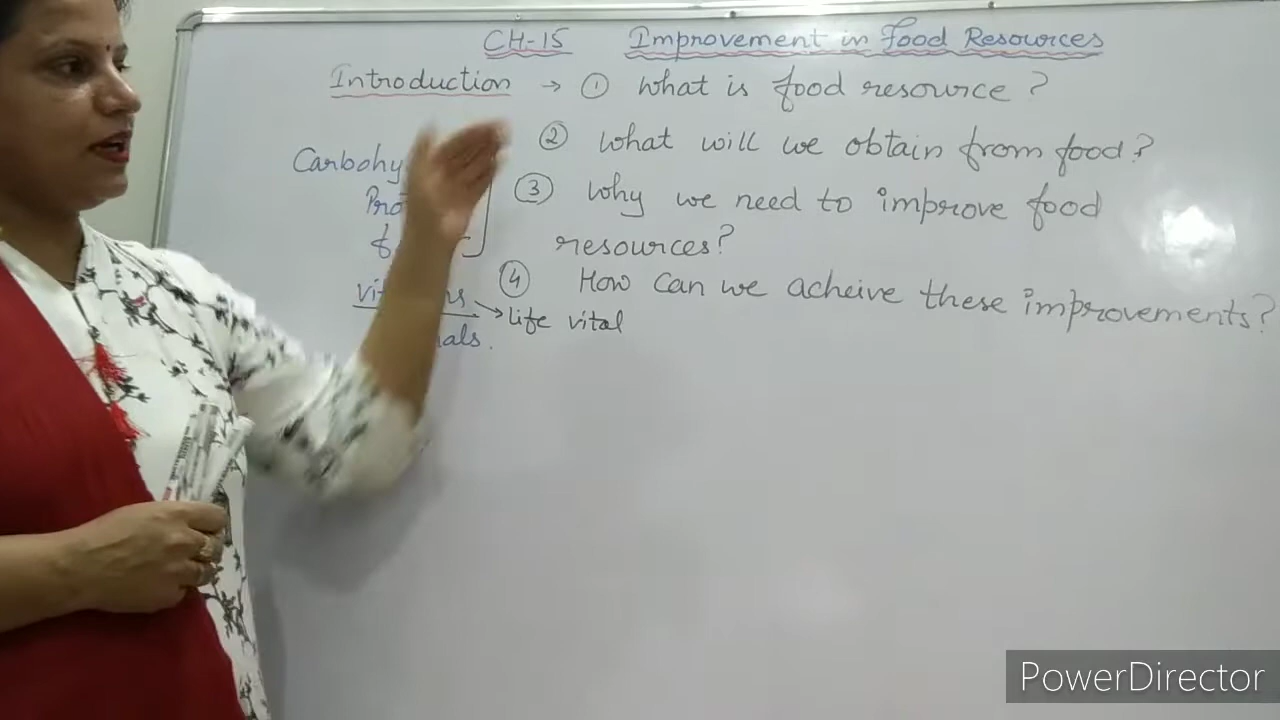 CH-15 Improvement in Food Resources
Introduction → ① What is food resource?
② What will we obtain from food?
③ Why we need to improve food
resources?
④ How can we acheive these improvements?
→ life vital
PowerDirector